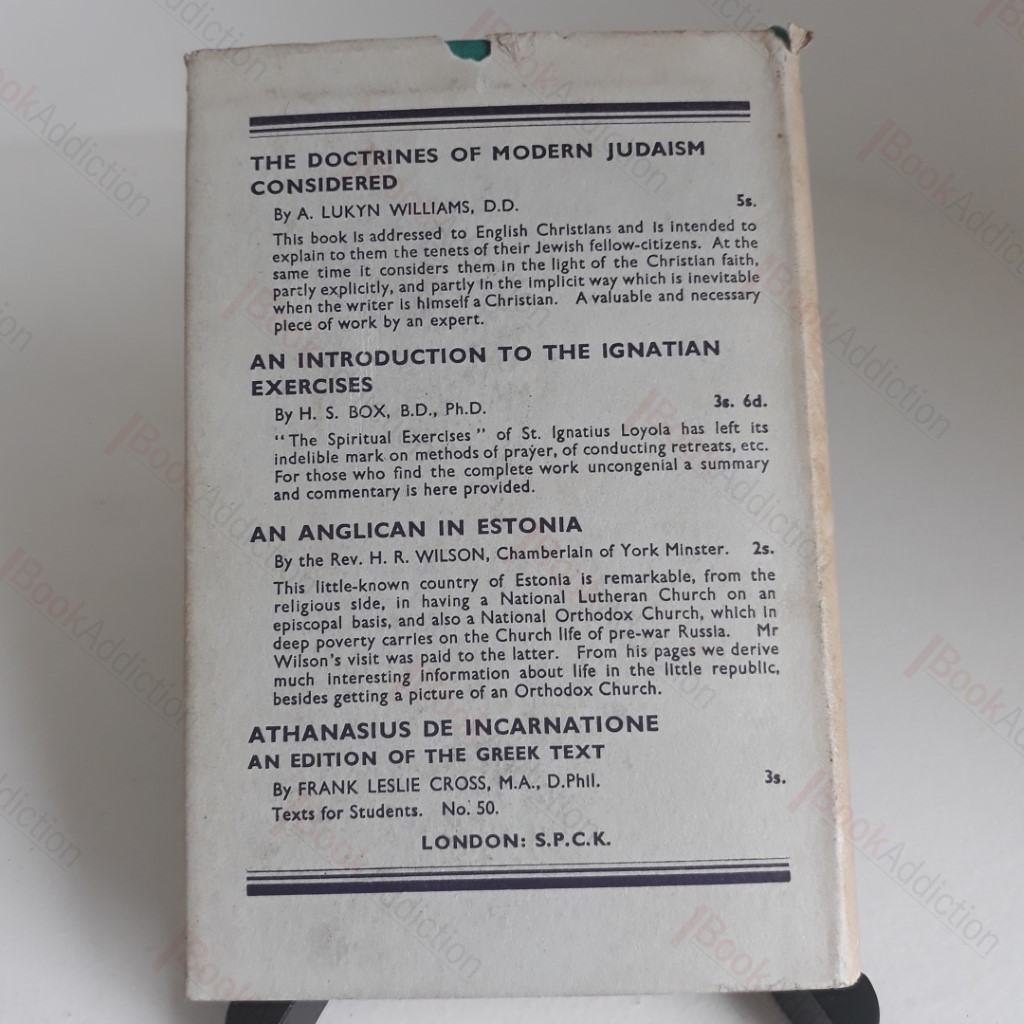 THE DOCTRINES OF MODERN JUDAISM
CONSIDERED
By A. LUKYN WILLIAMS, D.D. 5s.
This book is addressed to English Christians and is intended to
explain to them the tenets of their Jewish fellow-citizens. At the
same time it considers them in the light of the Christian faith,
partly explicitly, and partly in the implicit way which is inevitable
when the writer is himself a Christian. A valuable and necessary
piece of work by an expert.
AN INTRODUCTION TO THE IGNATIAN
EXERCISES
By H. S. BOX, B.D., Ph.D. 3s. 6d.
“The Spiritual Exercises” of St. Ignatius Loyola has left its
indelible mark on methods of prayer, of conducting retreats, etc.
For those who find the complete work uncongenial a summary
and commentary is here provided.
AN ANGLICAN IN ESTONIA
By the Rev. H. R. WILSON, Chamberlain of York Minster. 2s.
This little-known country of Estonia is remarkable, from the
religious side, in having a National Lutheran Church on an
episcopal basis, and also a National Orthodox Church, which in
deep poverty carries on the Church life of pre-war Russia. Mr
Wilson's visit was paid to the latter. From his pages we derive
much interesting information about life in the little republic,
besides getting a picture of an Orthodox Church.
ATHANASIUS DE INCARNATIONE
AN EDITION OF THE GREEK TEXT
By FRANK LESLIE CROSS, M.A., D.Phil. 3s.
Texts for Students. No. 50.
LONDON: S.P.C.K.
BookAddiction